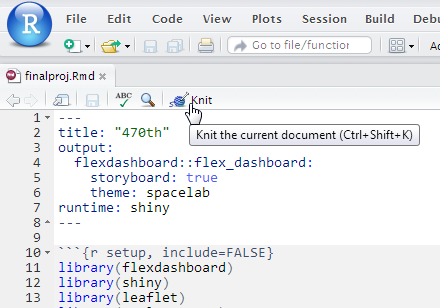 R
File Edit Code View Plots Session Build Debu
Go to file/function
finalproj.Rmd ×
ABC Knit
Knit the current document (Ctrl+Shift+K)
1 ---
2 title: "470th"
3 output:
4 flexdashboard::flex_dashboard:
5 storyboard: true
6 theme: spacelab
7 runtime: shiny
8 ---
9
10 ```{r setup, include=FALSE}
11 library(flexdashboard)
12 library(shiny)
13 library(leaflet)